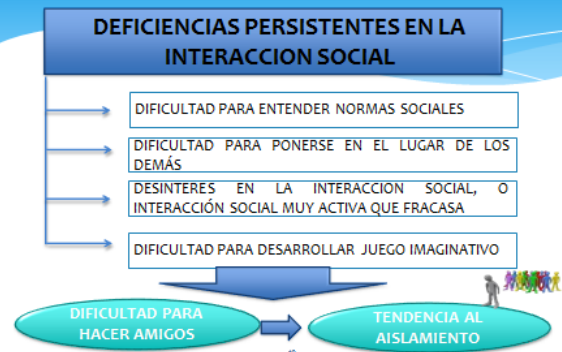 DEFICIENCIAS PERSISTENTES EN LA
INTERACCION SOCIAL
DIFICULTAD PARA ENTENDER NORMAS SOCIALES
DIFICULTAD PARA PONERSE EN EL LUGAR DE LOS
DEMÁS
DESINTERES EN LA INTERACCION SOCIAL, O
INTERACCIÓN SOCIAL MUY ACTIVA QUE FRACASA
DIFICULTAD PARA DESARROLLAR JUEGO IMAGINATIVO
DIFICULTAD PARA
HACER AMIGOS
TENDENCIA AL
AISLAMIENTO